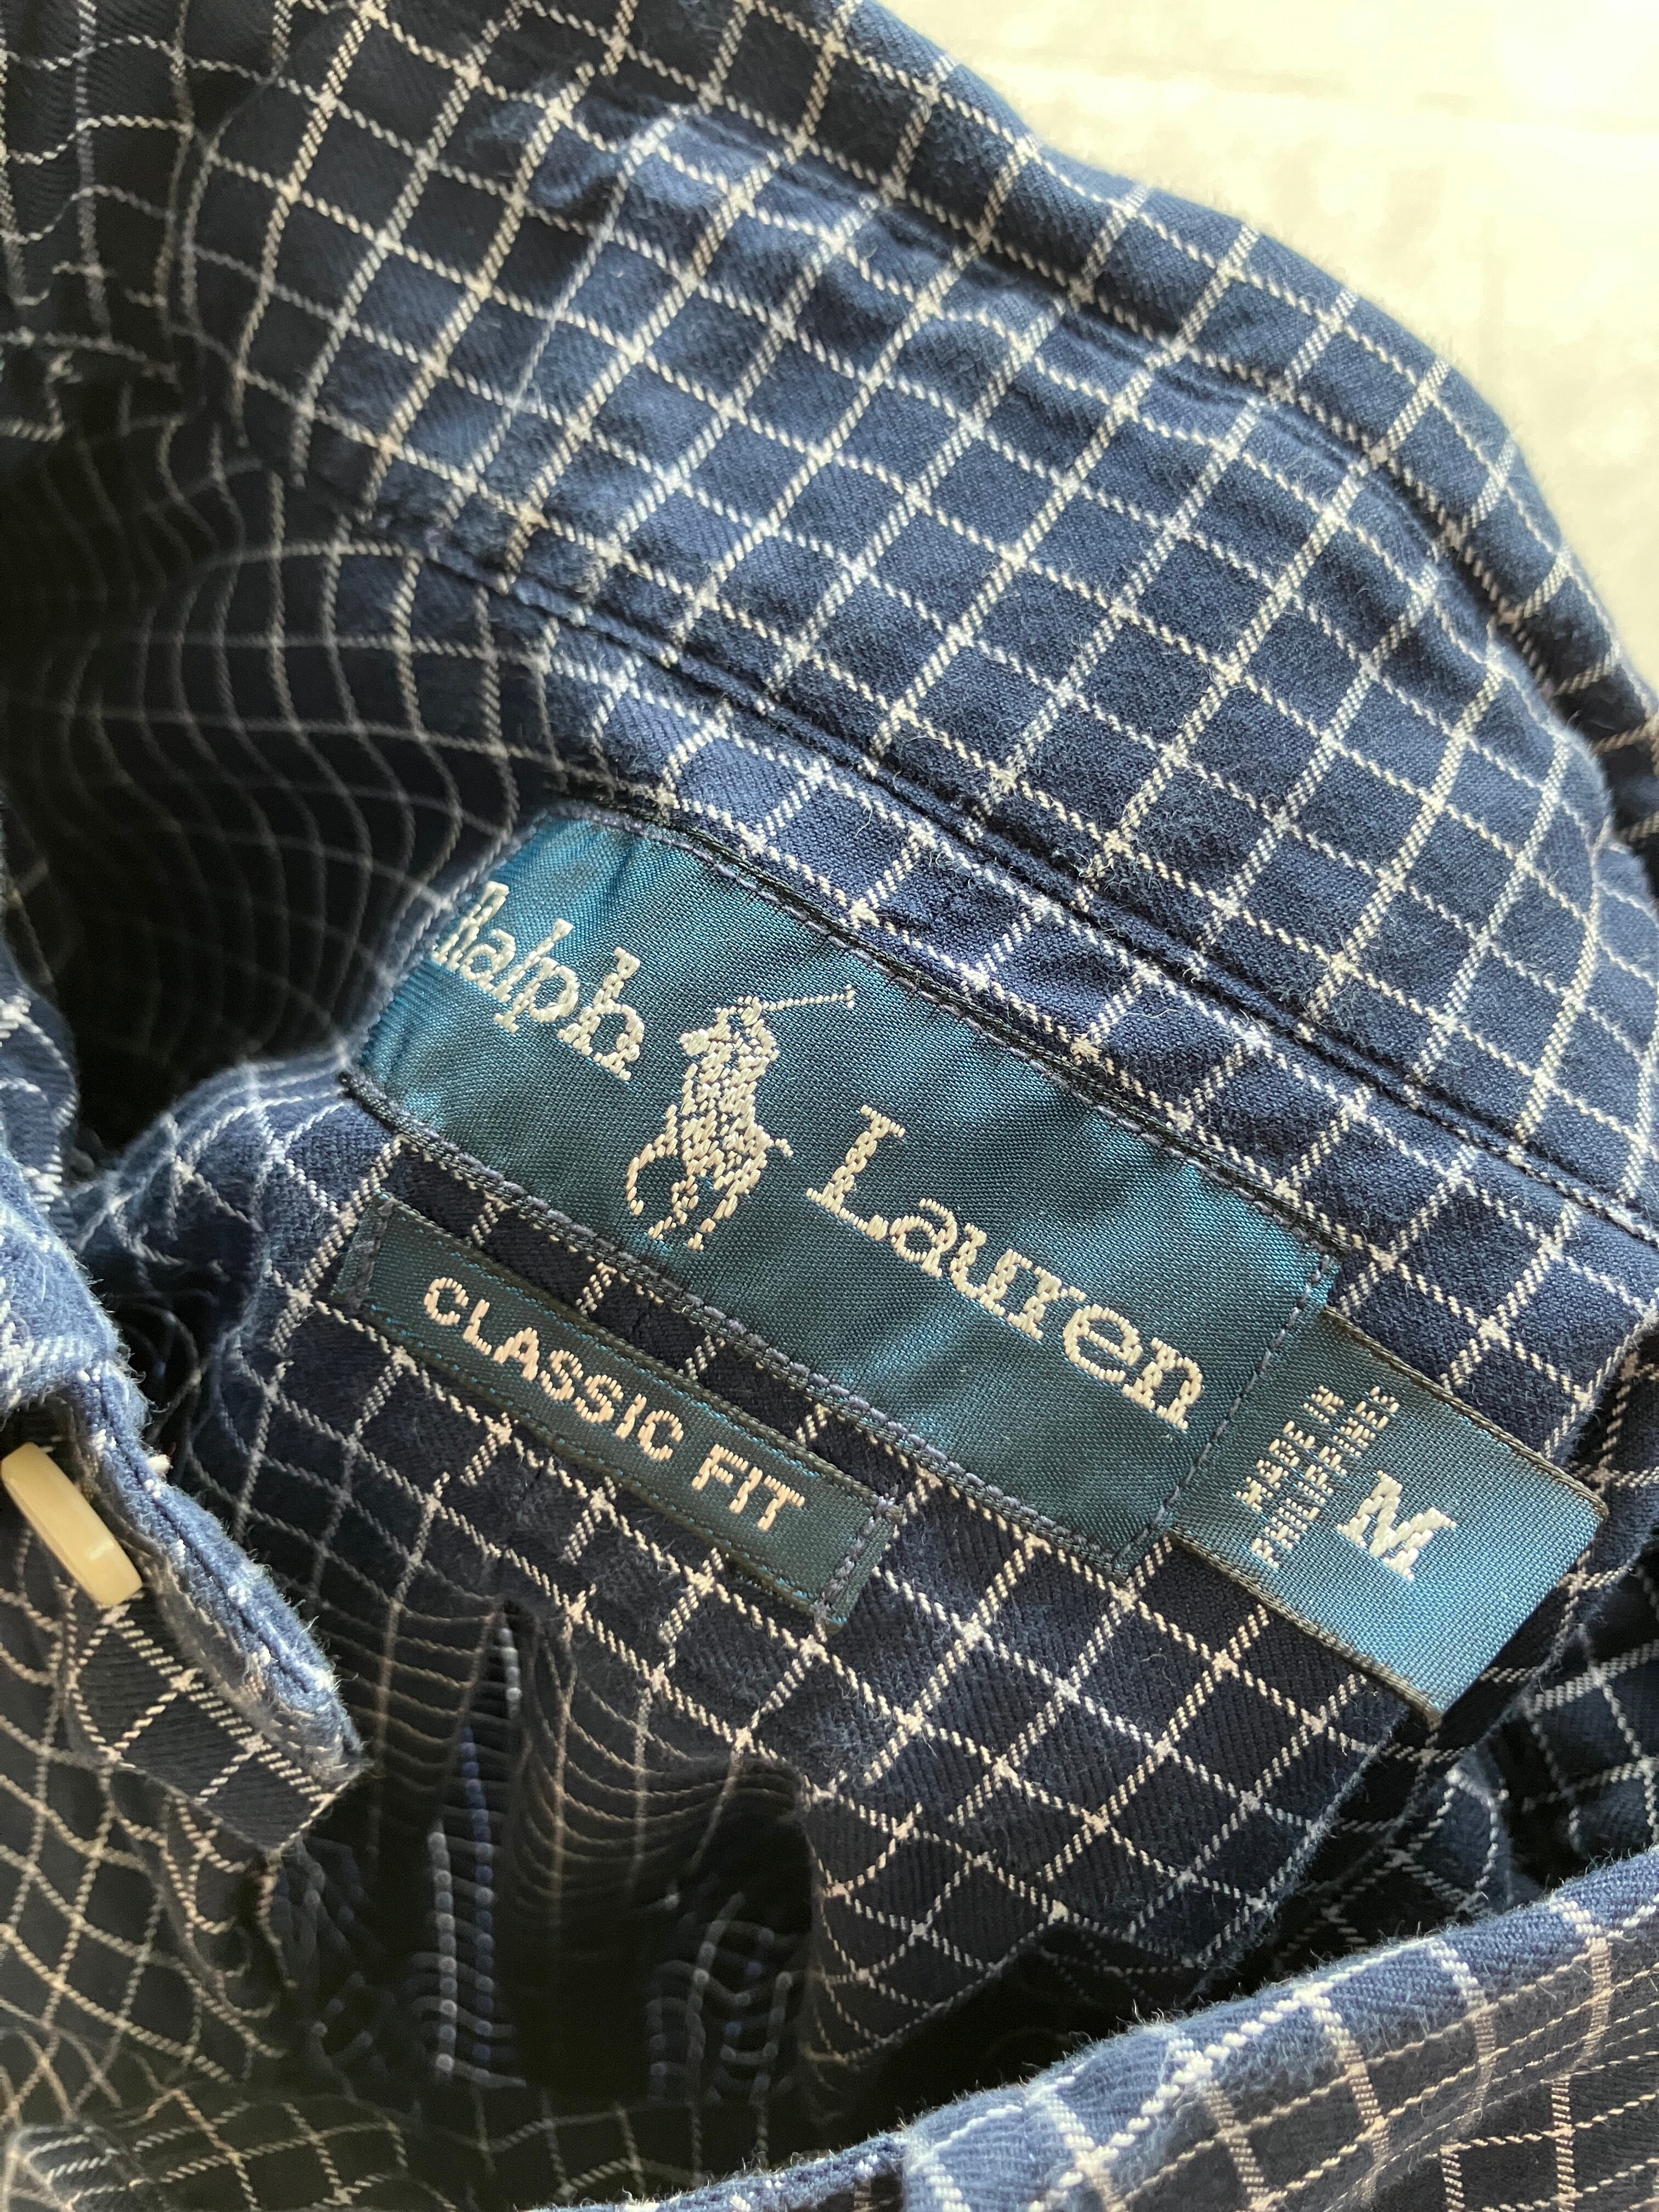 Ralph Lauren
CLASSIC FIT
MADE IN
PHILIPPINES
M